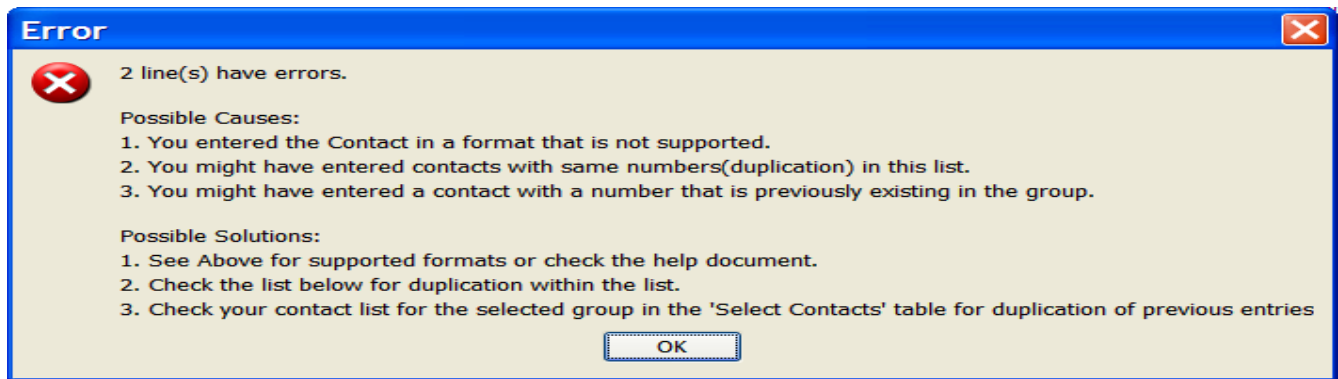 Error
2 line(s) have errors.
Possible Causes:
1. You entered the Contact in a format that is not supported.
2. You might have entered contacts with same numbers(duplication) in this list.
3. You might have entered a contact with a number that is previously existing in the group.
Possible Solutions:
1. See Above for supported formats or check the help document.
2. Check the list below for duplication within the list.
3. Check your contact list for the selected group in the 'Select Contacts' table for duplication of previous entries
OK